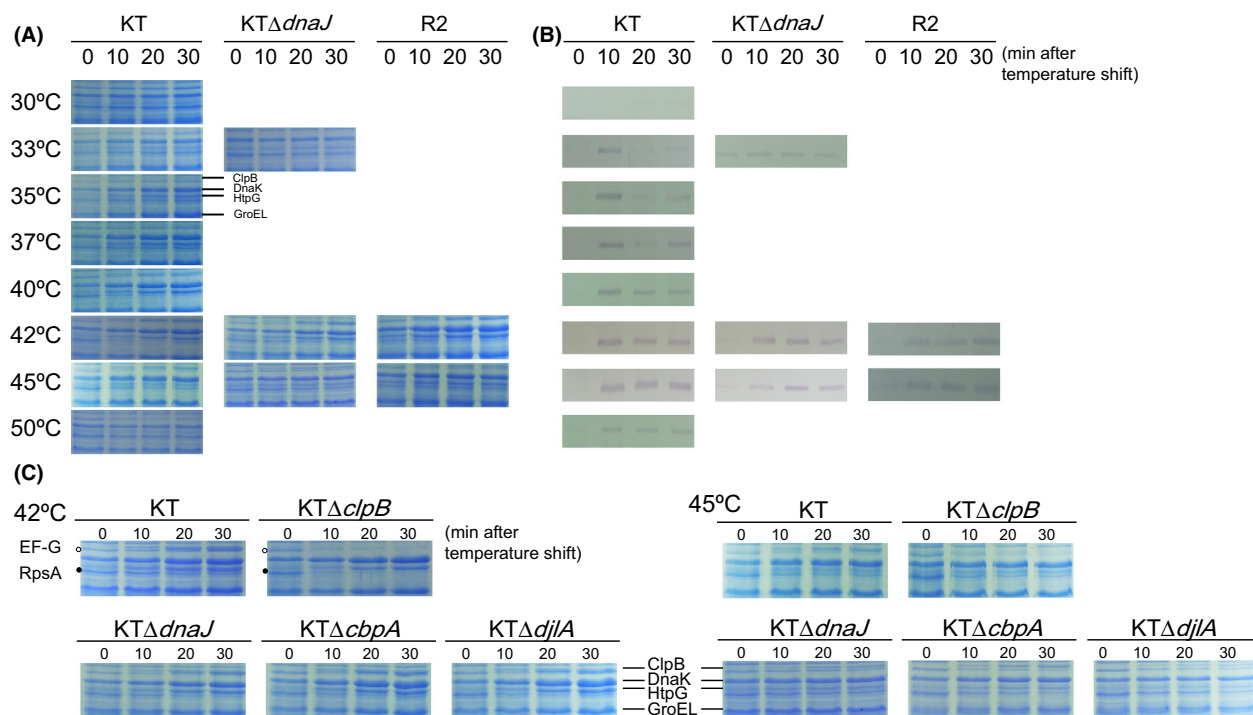 (A) KT KTΔdnaJ R2
0 10 20 30 0 10 20 30 0 10 20 30
30ºC
33ºC
35ºC
ClpB
DnaK
HtpG
GroEL
37ºC
40ºC
42ºC
45ºC
50ºC
(B) KT KTΔdnaJ R2
0 10 20 30 0 10 20 30 0 10 20 30
(min after
temperature shift)
(C)
42ºC KT KTΔclpB
0 10 20 30 0 10 20 30
(min after
temperature shift)
EF-G
RpsA
KTΔdnaJ KTΔcbpA KTΔdjlA
0 10 20 30 0 10 20 30 0 10 20 30
ClpB
DnaK
HtpG
GroEL
45ºC KT KTΔclpB
0 10 20 30 0 10 20 30
KTΔdnaJ KTΔcbpA KTΔdjlA
0 10 20 30 0 10 20 30 0 10 20 30